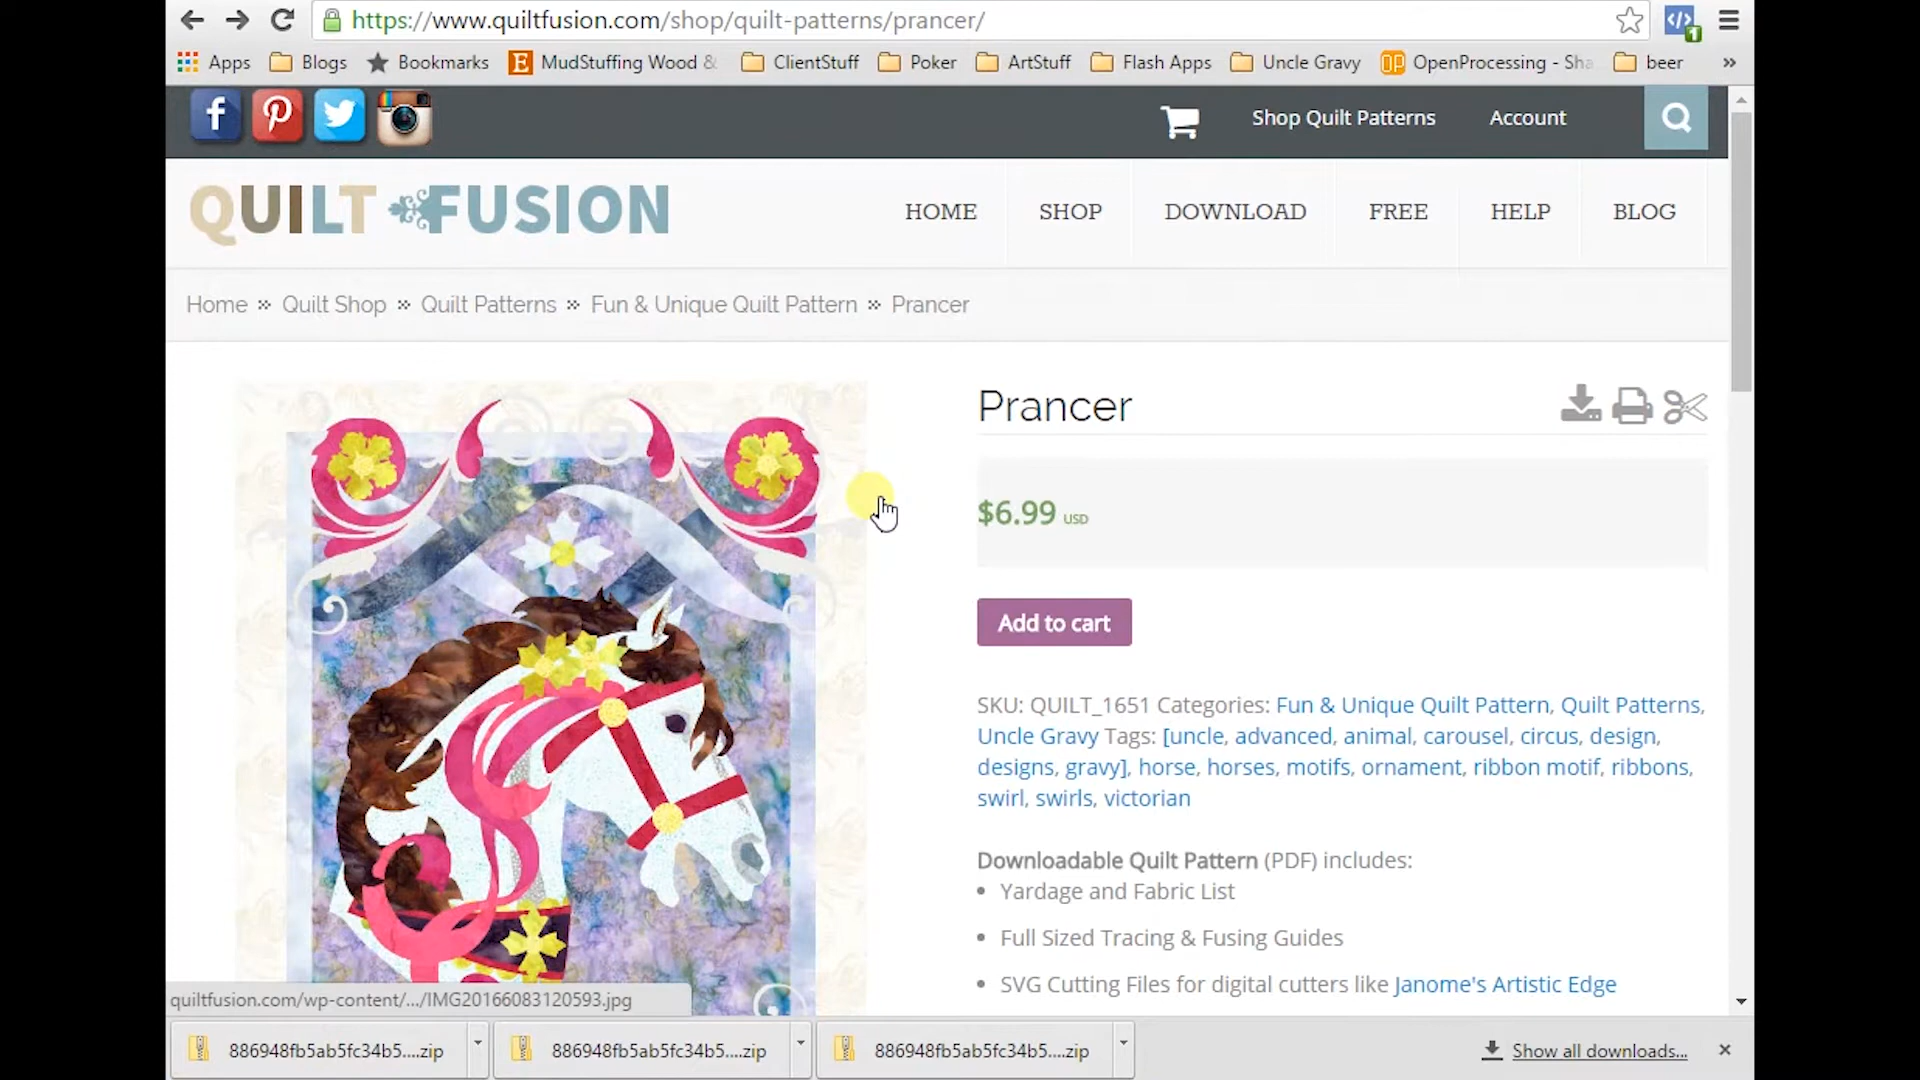 https://www.quiltfusion.com/shop/quilt-patterns/prancer/
Apps Blogs Bookmarks MudStuffing Wood & ClientStuff Poker ArtStuff Flash Apps Uncle Gravy OpenProcessing - Sha beer »
Shop Quilt Patterns Account
QUILT FUSION
HOME SHOP DOWNLOAD FREE HELP BLOG
Home » Quilt Shop » Quilt Patterns » Fun & Unique Quilt Pattern » Prancer
Prancer
$6.99 USD
Add to cart
SKU: QUILT_1651 Categories: Fun & Unique Quilt Pattern, Quilt Patterns,
Uncle Gravy Tags: [uncle, advanced, animal, carousel, circus, design,
designs, gravy], horse, horses, motifs, ornament, ribbon motif, ribbons,
swirl, swirls, victorian
Downloadable Quilt Pattern (PDF) includes:
• Yardage and Fabric List
• Full Sized Tracing & Fusing Guides
• SVG Cutting Files for digital cutters like Janome's Artistic Edge
quiltfusion.com/wp-content/.../IMG20166083120593.jpg
886948fb5ab5fc34b5....zip 886948fb5ab5fc34b5....zip 886948fb5ab5fc34b5....zip Show all downloads...